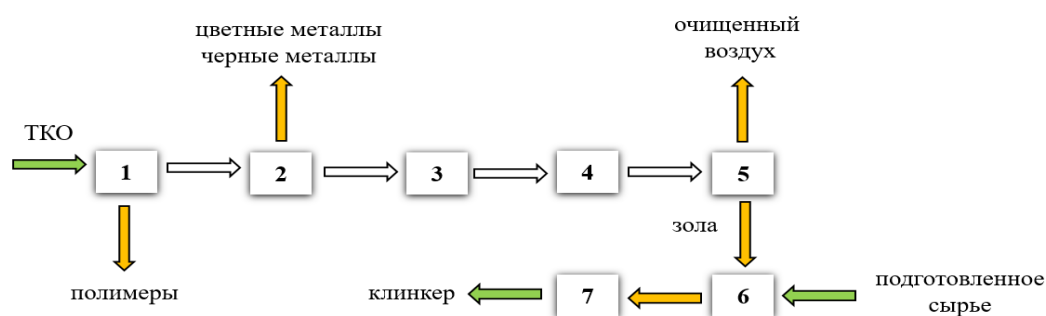 цветные металлы
черные металлы
очищенный
воздух
ТКО
1
2
3
4
5
зола
полимеры
клинкер
7
6
подготовленное
сырье